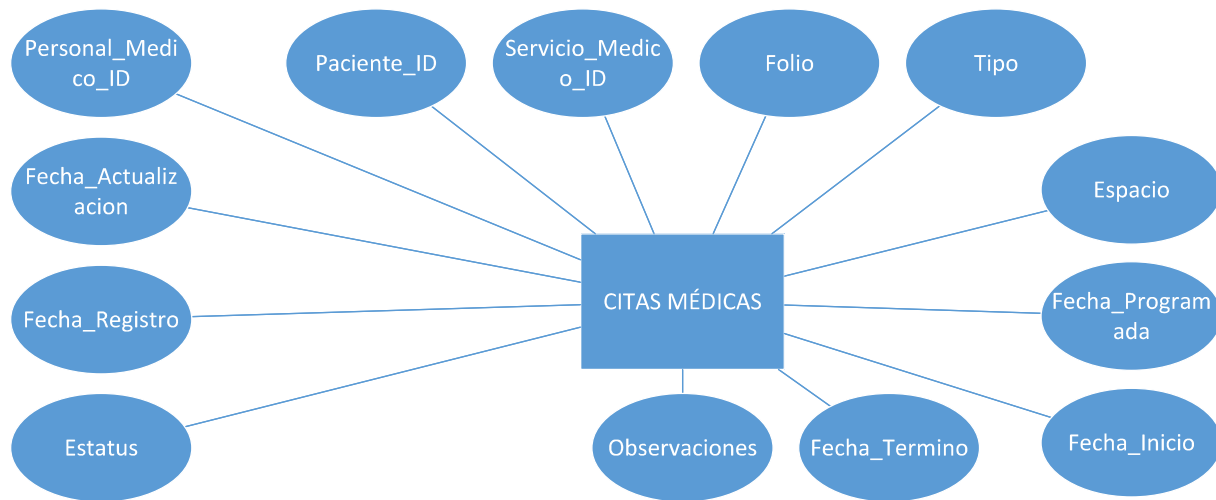 Personal_Medi
co_ID
Paciente_ID
Servicio_Medic
o_ID
Folio
Tipo
Fecha_Actualiz
acion
Espacio
CITAS MÉDICAS
Fecha_Registro
Fecha_Program
ada
Estatus
Observaciones
Fecha_Termino
Fecha_Inicio